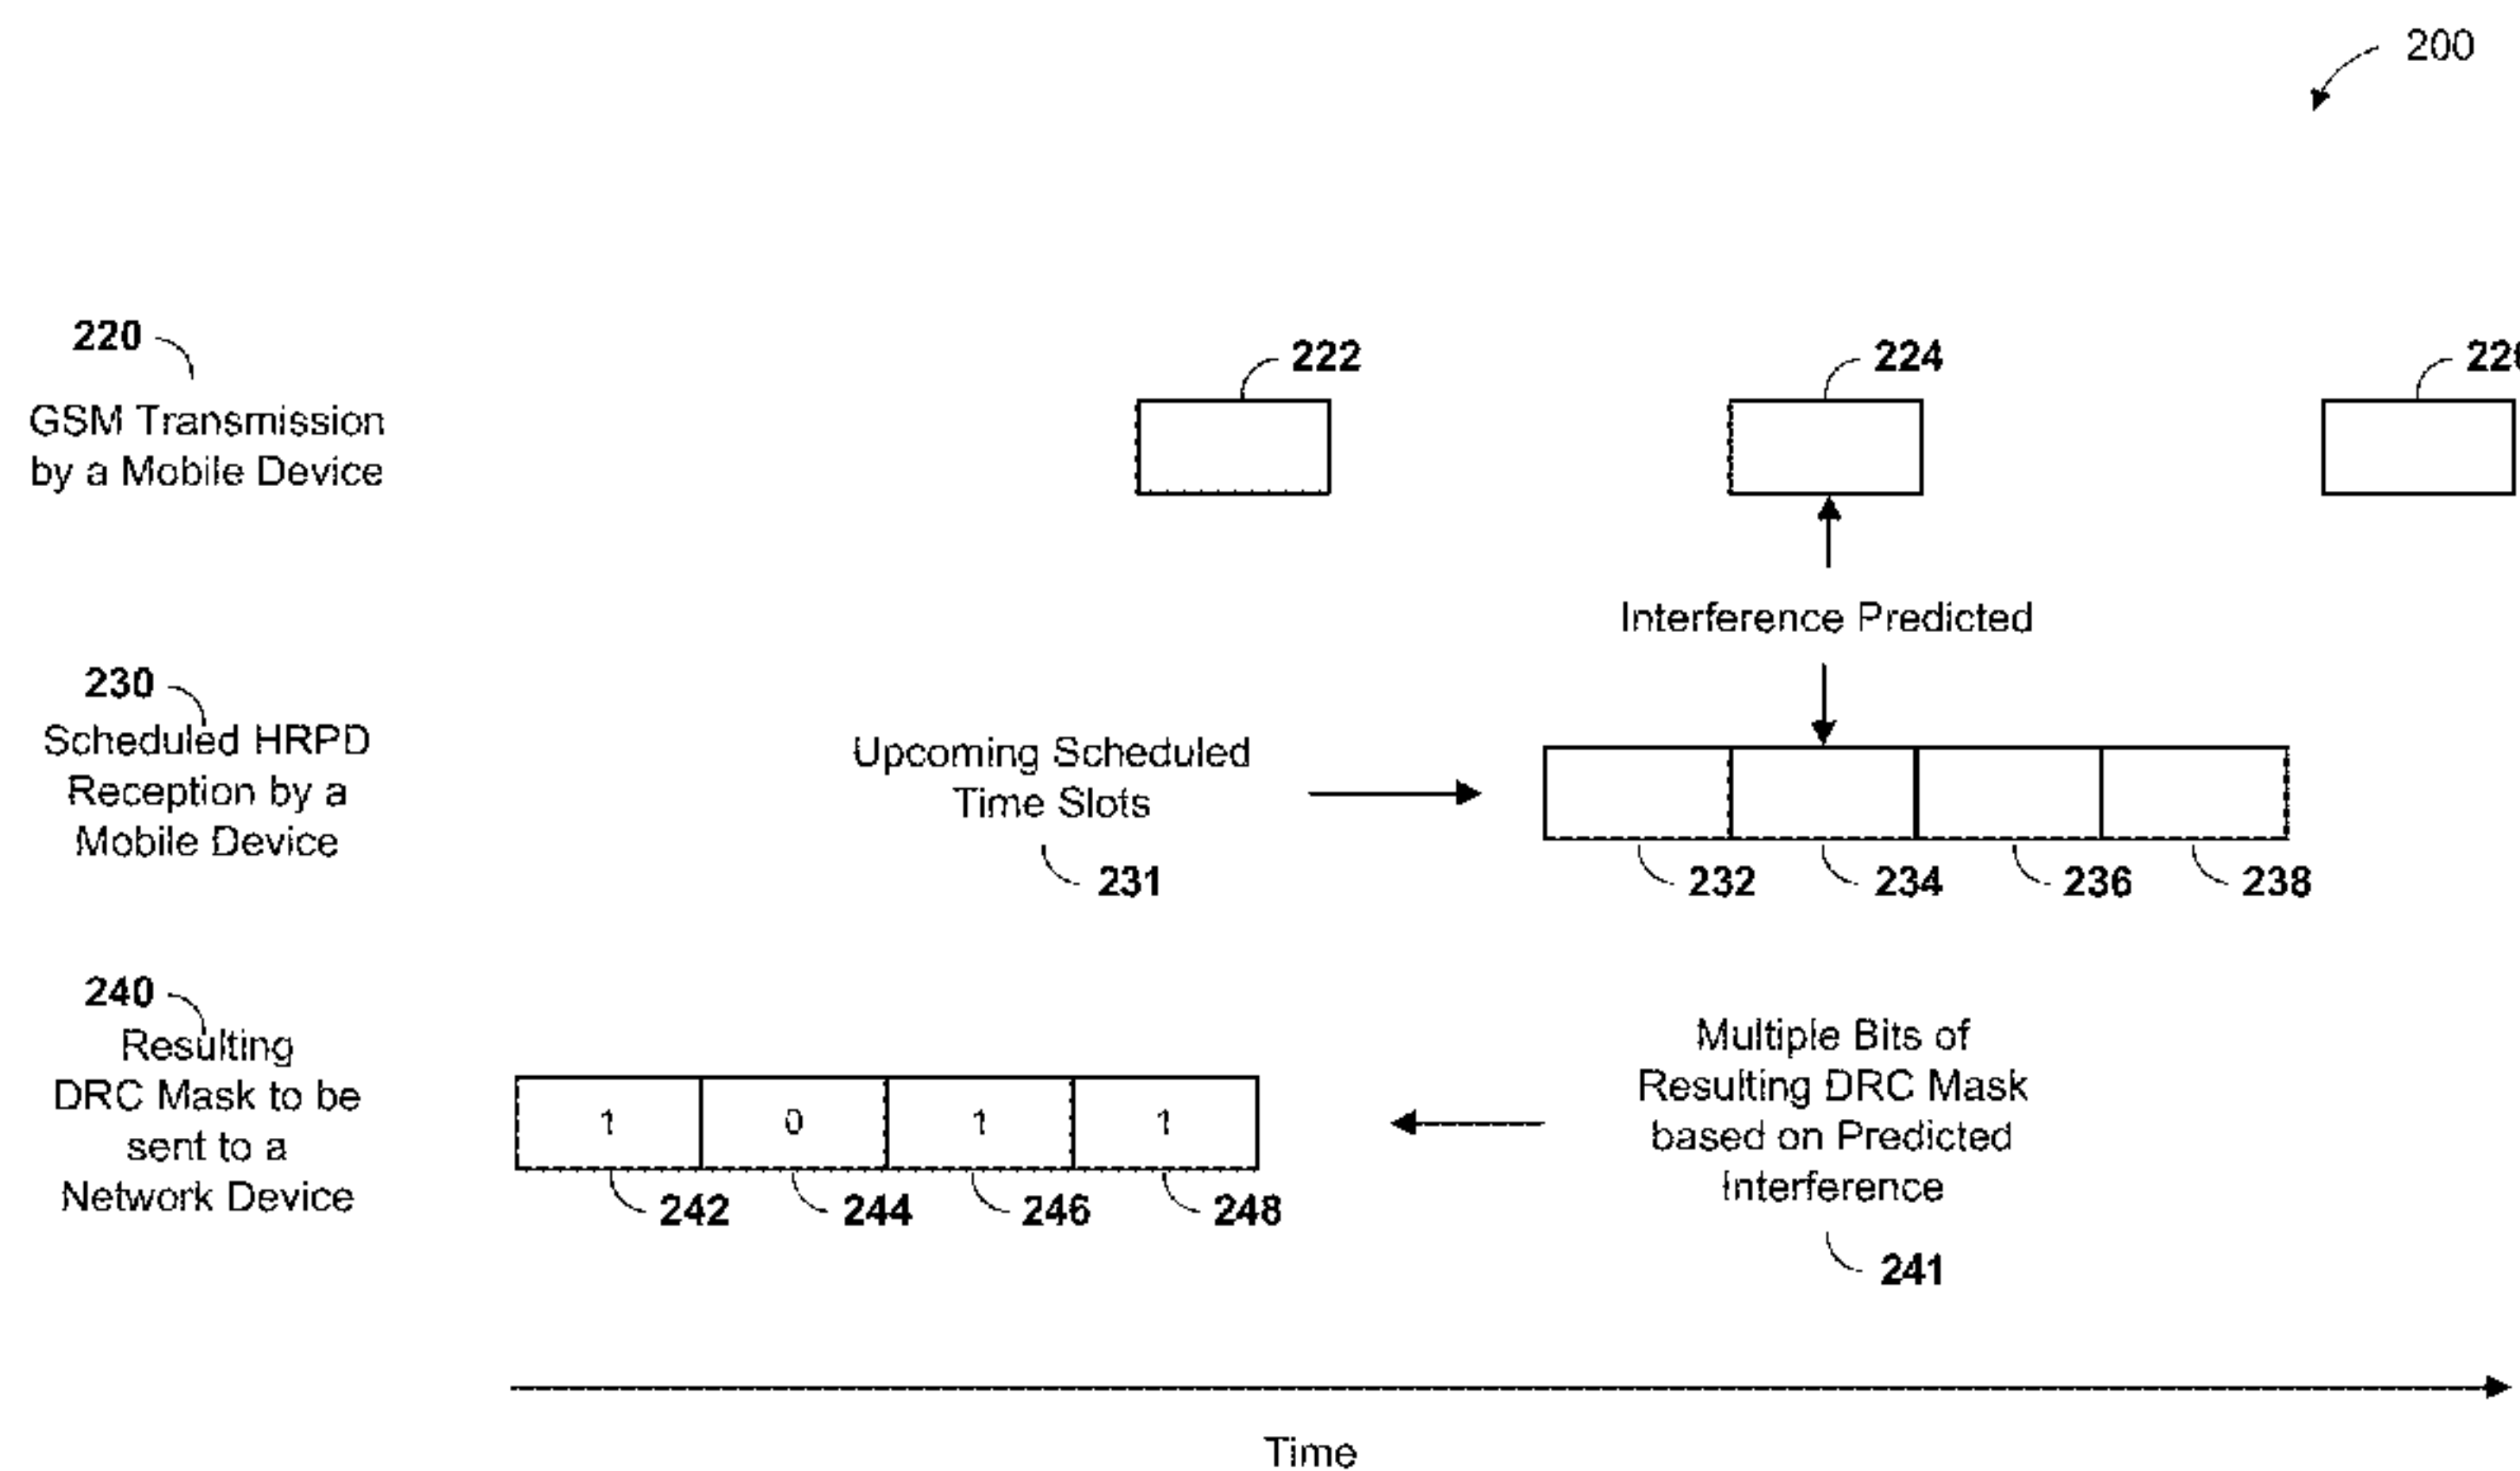 200
220
222
224
GSM Transmission
by a Mobile Device
Interference Predicted
230
Scheduled HRPD
Reception by a
Mobile Device
Upcoming Scheduled
Time Slots
231
232
234
236
238
240
Resulting
DRC Mask to be
sent to a
Network Device
1
0
1
1
242
244
246
248
Multiple Bits of
Resulting DRC Mask
based on Predicted
Interference
241
Time